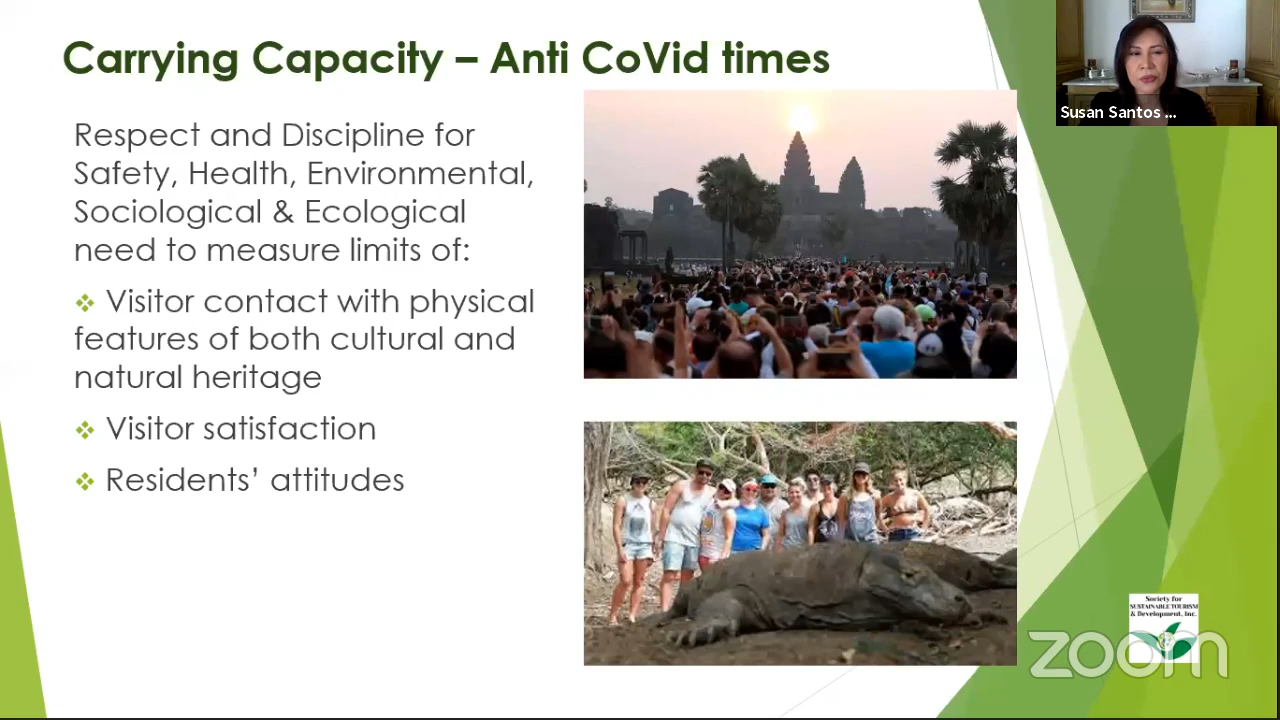 Carrying Capacity – Anti CoVid times
Respect and Discipline for
Safety, Health, Environmental,
Sociological & Ecological
need to measure limits of:
❖ Visitor contact with physical
features of both cultural and
natural heritage
❖ Visitor satisfaction
❖ Residents’ attitudes
Susan Santos ...
Society for
SUSTAINABLE TOURISM
& Development, Inc.
zoom